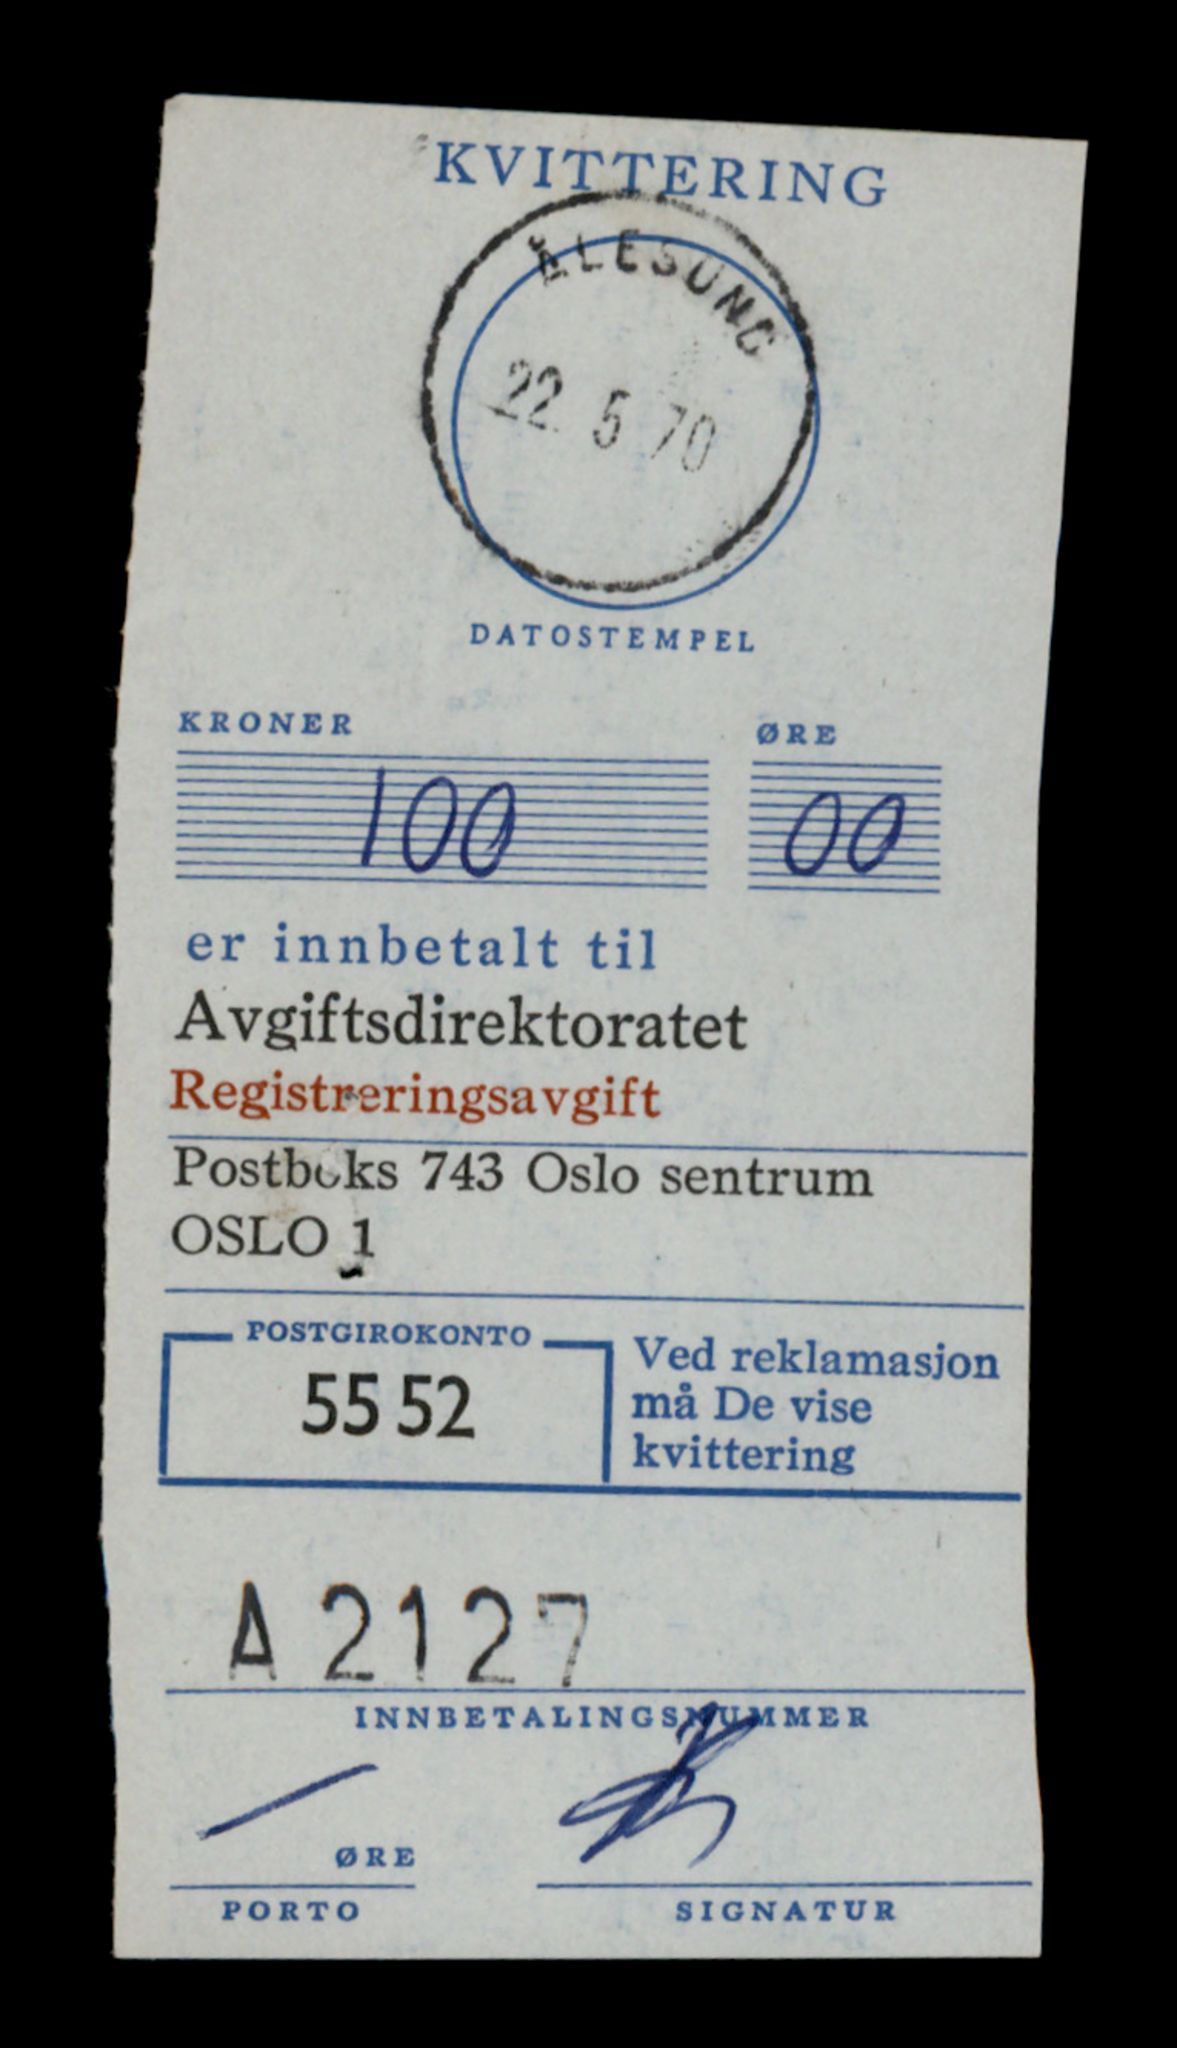 KVITTERING
ÅLESUND
22. 5 70
DATOSTEMPEL
KRONER ØRE
100 00
er innbetalt til
Avgiftsdirektoratet
Registreringsavgift
Postboks 743 Oslo sentrum
OSLO 1
POSTGIROKONTO
55 52
Ved reklamasjon
må De vise
kvittering
A 2127
INNBETALINGSNUMMER
ØRE
PORTO SIGNATUR